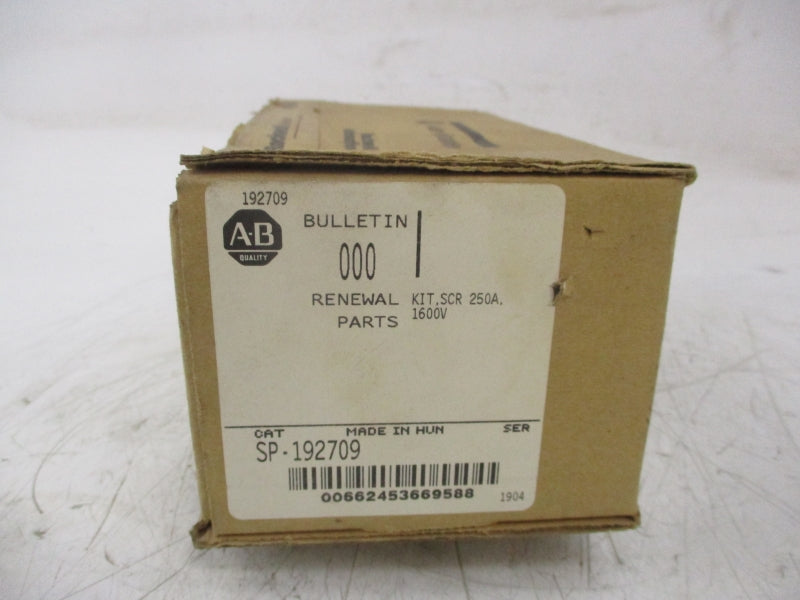 192709
A-B
QUALITY
BULLETIN
000
RENEWAL
PARTS
KIT,SCR 250A,
1600V
CAT MADE IN HUN SER
SP-192709
00662453669588
1904